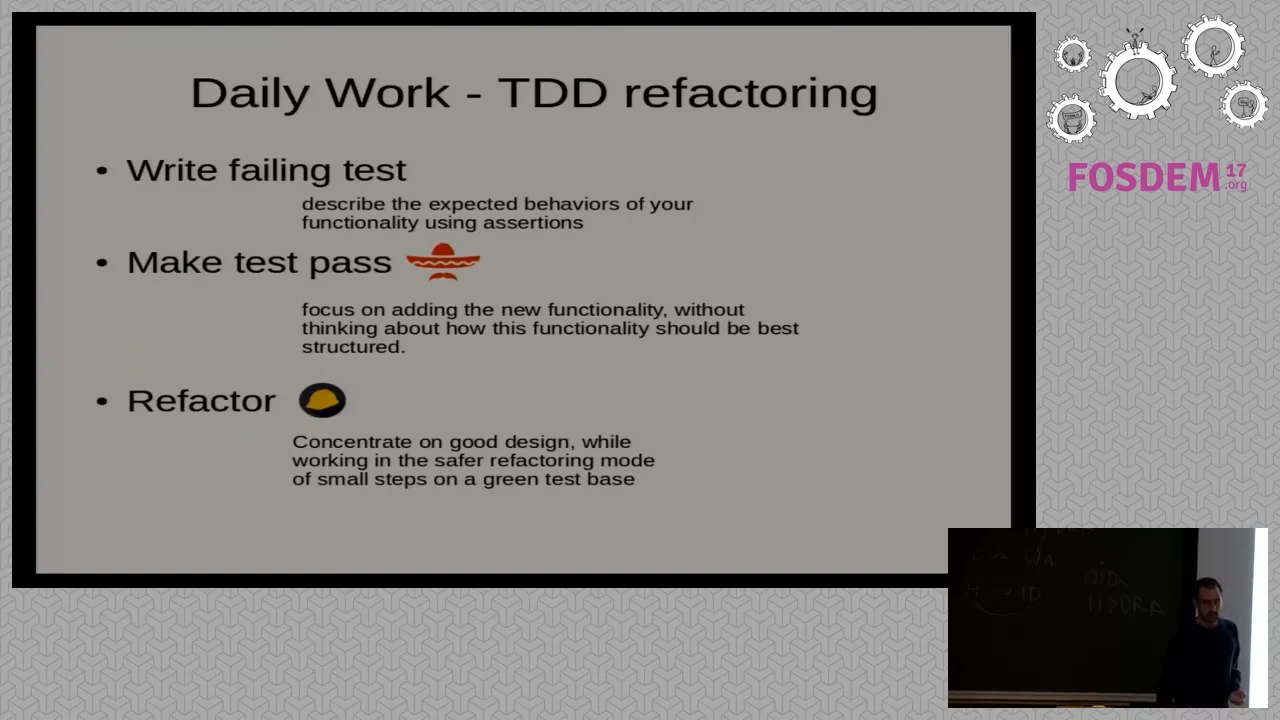 Daily Work - TDD refactoring
• Write failing test
describe the expected behaviors of your
functionality using assertions
• Make test pass
focus on adding the new functionality, without
thinking about how this functionality should be best
structured.
• Refactor
Concentrate on good design, while
working in the safer refactoring mode
of small steps on a green test base
FOSDEM 17
.org
HYDRA